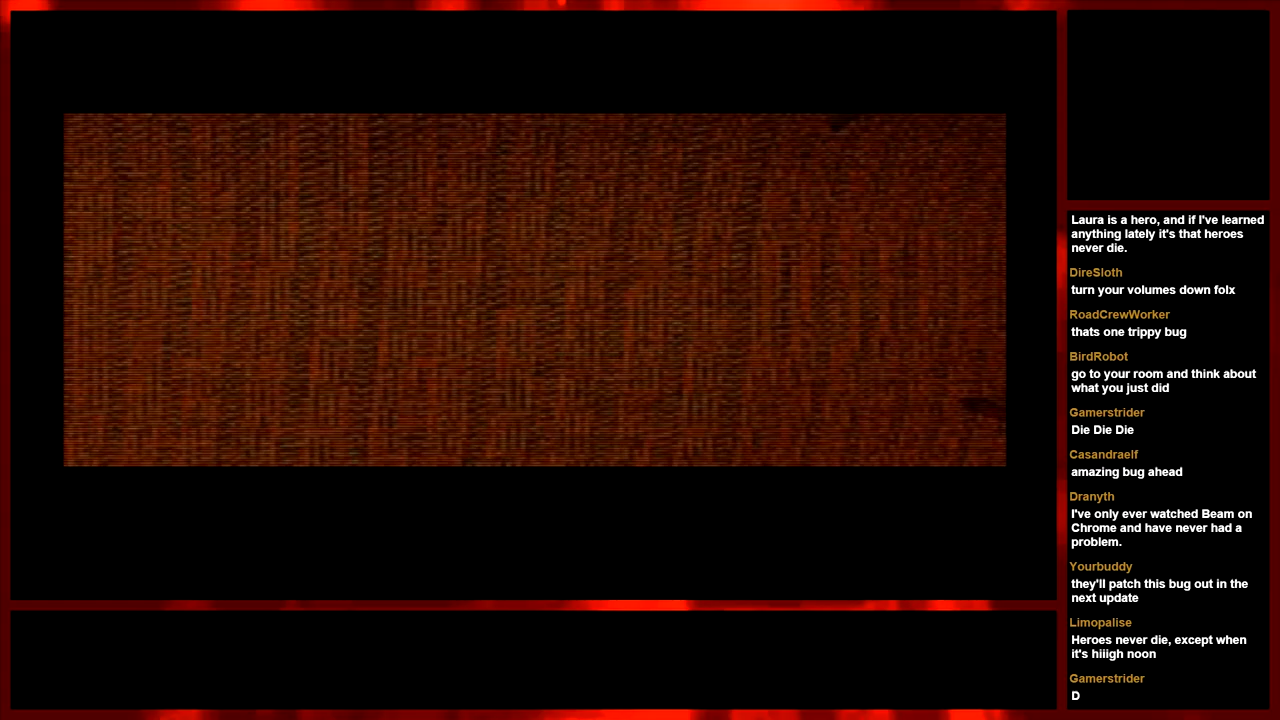 Laura is a hero, and if I've learned
anything lately it's that heroes
never die.
DireSloth
turn your volumes down folx
RoadCrewWorker
thats one trippy bug
BirdRobot
go to your room and think about
what you just did
Gamerstrider
Die Die Die
Casandraelf
amazing bug ahead
Dranyth
I've only ever watched Beam on
Chrome and have never had a
problem.
Yourbuddy
they'll patch this bug out in the
next update
Limopalise
Heroes never die, except when
it's hiiigh noon
Gamerstrider
D